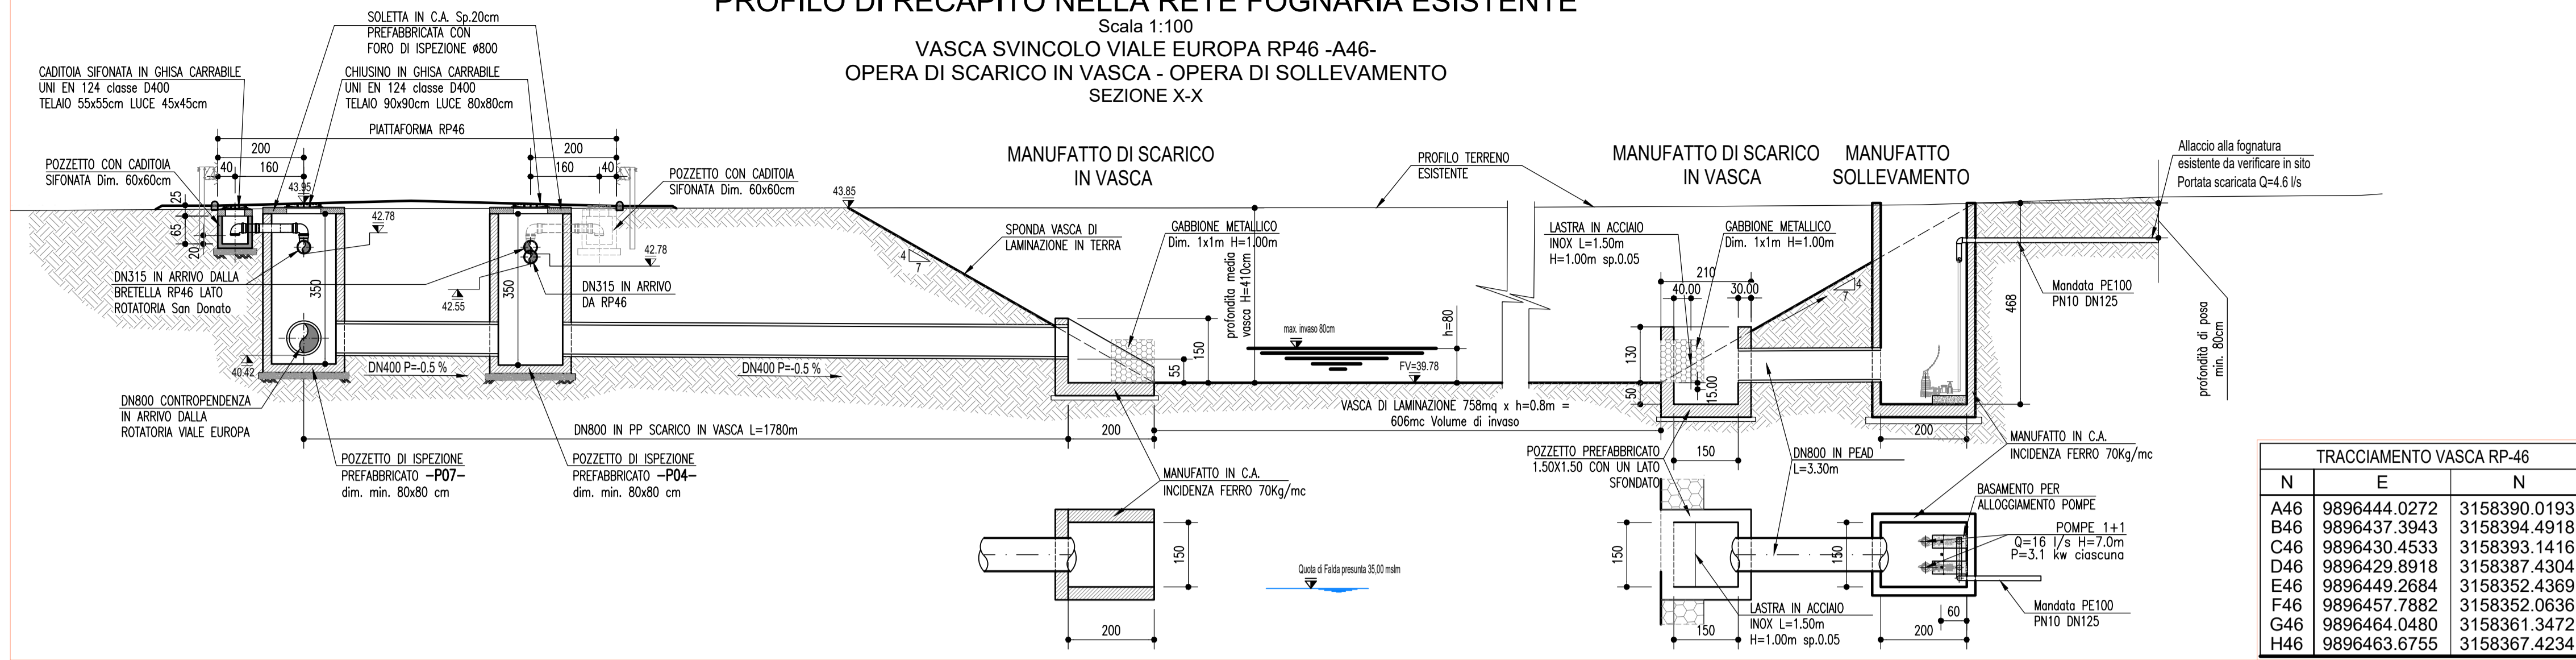 PROFILO DI RECAPITO NELLA RETE FOGNARIA ESISTENTE
Scala 1:100
VASCA SVINCOLO VIALE EUROPA RP46 -A46-
OPERA DI SCARICO IN VASCA - OPERA DI SOLLEVAMENTO
SEZIONE X-X
SOLETTA IN C.A. Sp.20cm
PREFABBRICATA CON
FORO DI ISPEZIONE ø800
CADITOIA SIFONATA IN GHISA CARRABILE
UNI EN 124 classe D400
TELAIO 55x55cm LUCE 45x45cm
CHIUSINO IN GHISA CARRABILE
UNI EN 124 classe D400
TELAIO 90x90cm LUCE 80x80cm
PIATTAFORMA RP46
200
200
40
160
160
40
POZZETTO CON CADITOIA
SIFONATA Dim. 60x60cm
POZZETTO CON CADITOIA
SIFONATA Dim. 60x60cm
43.95
25
65
20
42.78
42.78
42.55
350
350
DN315 IN ARRIVO DALLA
BRETELLA RP46 LATO
ROTATORIA San Donato
DN315 IN ARRIVO
DA RP46
40.42
DN400 P=-0.5 %
DN400 P=-0.5 %
DN800 CONTROPENDENZA
IN ARRIVO DALLA
ROTATORIA VIALE EUROPA
DN800 IN PP SCARICO IN VASCA L=1780m
200
POZZETTO DI ISPEZIONE
PREFABBRICATO -P07-
dim. min. 80x80 cm
POZZETTO DI ISPEZIONE
PREFABBRICATO -P04-
dim. min. 80x80 cm
43.85
4
7
MANUFATTO DI SCARICO
IN VASCA
SPONDA VASCA DI
LAMINAZIONE IN TERRA
GABBIONE METALLICO
Dim. 1x1m H=1.00m
profondita media
vasca H=410cm
150
55
max. invaso 80cm
h=80
FV=39.78
VASCA DI LAMINAZIONE 758mq x h=0.8m =
606mc Volume di invaso
MANUFATTO IN C.A.
INCIDENZA FERRO 70Kg/mc
150
200
Quota di Falda presunta 35,00 mslm
PROFILO TERRENO
ESISTENTE
MANUFATTO DI SCARICO
IN VASCA
MANUFATTO
SOLLEVAMENTO
LASTRA IN ACCIAIO
INOX L=1.50m
H=1.00m sp.0.05
GABBIONE METALLICO
Dim. 1x1m H=1.00m
210
40.00
30.00
4
7
130
50
15.00
468
Allaccio alla fognatura
esistente da verificare in sito
Portata scaricata Q=4.6 l/s
Mandata PE100
PN10 DN125
profondità di posa
min. 80cm
POZZETTO PREFABBRICATO
1.50X1.50 CON UN LATO
SFONDATO
150
DN800 IN PEAD
L=3.30m
200
MANUFATTO IN C.A.
INCIDENZA FERRO 70Kg/mc
BASAMENTO PER
ALLOGGIAMENTO POMPE
POMPE 1+1
Q=16 l/s H=7.0m
P=3.1 kw ciascuna
150
150
LASTRA IN ACCIAIO
INOX L=1.50m
H=1.00m sp.0.05
150
60
200
Mandata PE100
PN10 DN125
TRACCIAMENTO VASCA RP-46
N E N
A46 9896444.0272 3158390.0193
B46 9896437.3943 3158394.4918
C46 9896430.4533 3158393.1416
D46 9896429.8918 3158387.4304
E46 9896449.2684 3158352.4369
F46 9896457.7882 3158352.0636
G46 9896464.0480 3158361.3472
H46 9896463.6755 3158367.4234